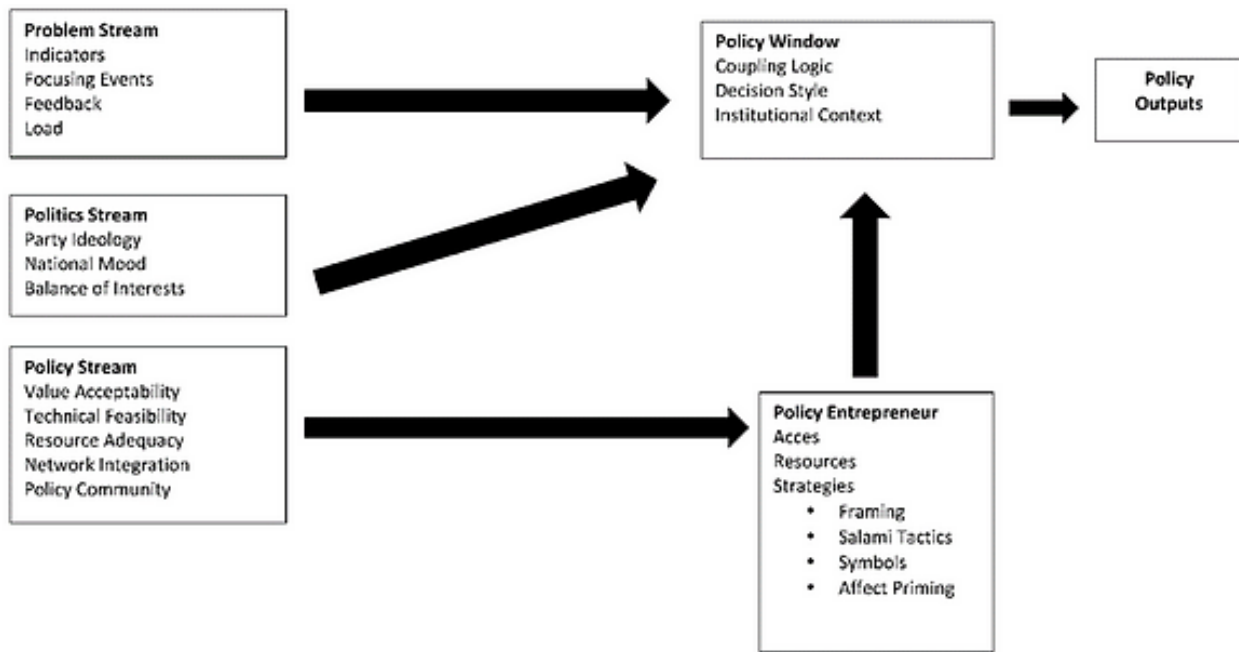 Problem Stream
Indicators
Focusing Events
Feedback
Load
Politics Stream
Party Ideology
National Mood
Balance of Interests
Policy Stream
Value Acceptability
Technical Feasibility
Resource Adequacy
Network Integration
Policy Community
Policy Window
Coupling Logic
Decision Style
Institutional Context
Policy Entrepreneur
Acces
Resources
Strategies
• Framing
• Salami Tactics
• Symbols
• Affect Priming
Policy
Outputs